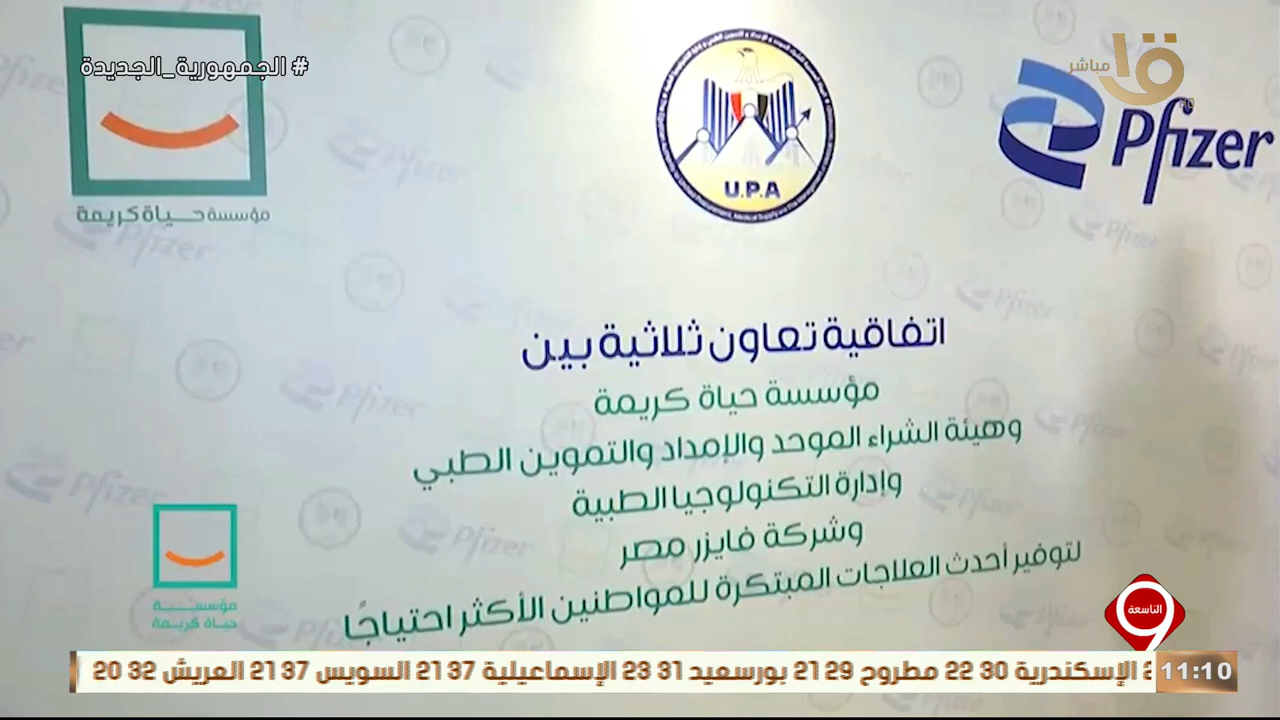 #الجمهورية_الجديدة
مباشر
Pfizer
U.P.A
مؤسسة حياة كريمة
اتفاقية تعاون ثلاثية بين
مؤسسة حياة كريمة
وهيئة الشراء الموحد والإمداد والتموين الطبي
وإدارة التكنولوجيا الطبية
وشركة فايزر مصر
لتوفير أحدث العلاجات المبتكرة للمواطنين الأكثر احتياجًا
مؤسسة
حياة كريمة
التاسعة
9
الإسكندرية 30 22 مطروح 29 21 بورسعيد 31 23 الإسماعيلية 37 21 السويس 37 21 العريش 32 20
11:10